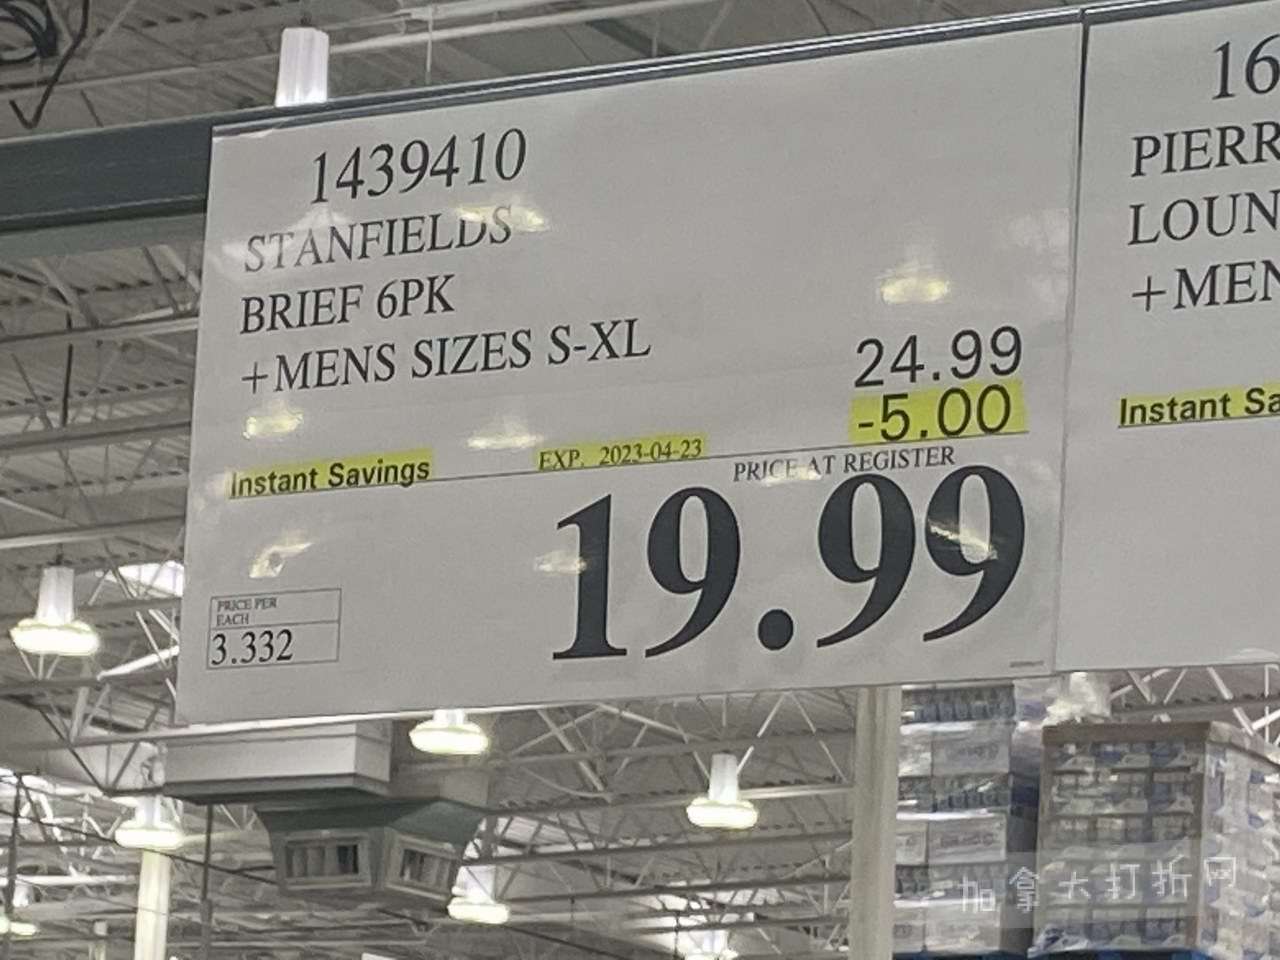 1439410
STANFIELDS
BRIEF 6PK
+MENS SIZES S-XL
24.99
-5.00
Instant Savings
EXP. 2023-04-23
PRICE AT REGISTER
19.99
PRICE PER
EACH
3.332
16
PIERR
LOUN
+MEN
Instant Sa
加拿大打折网